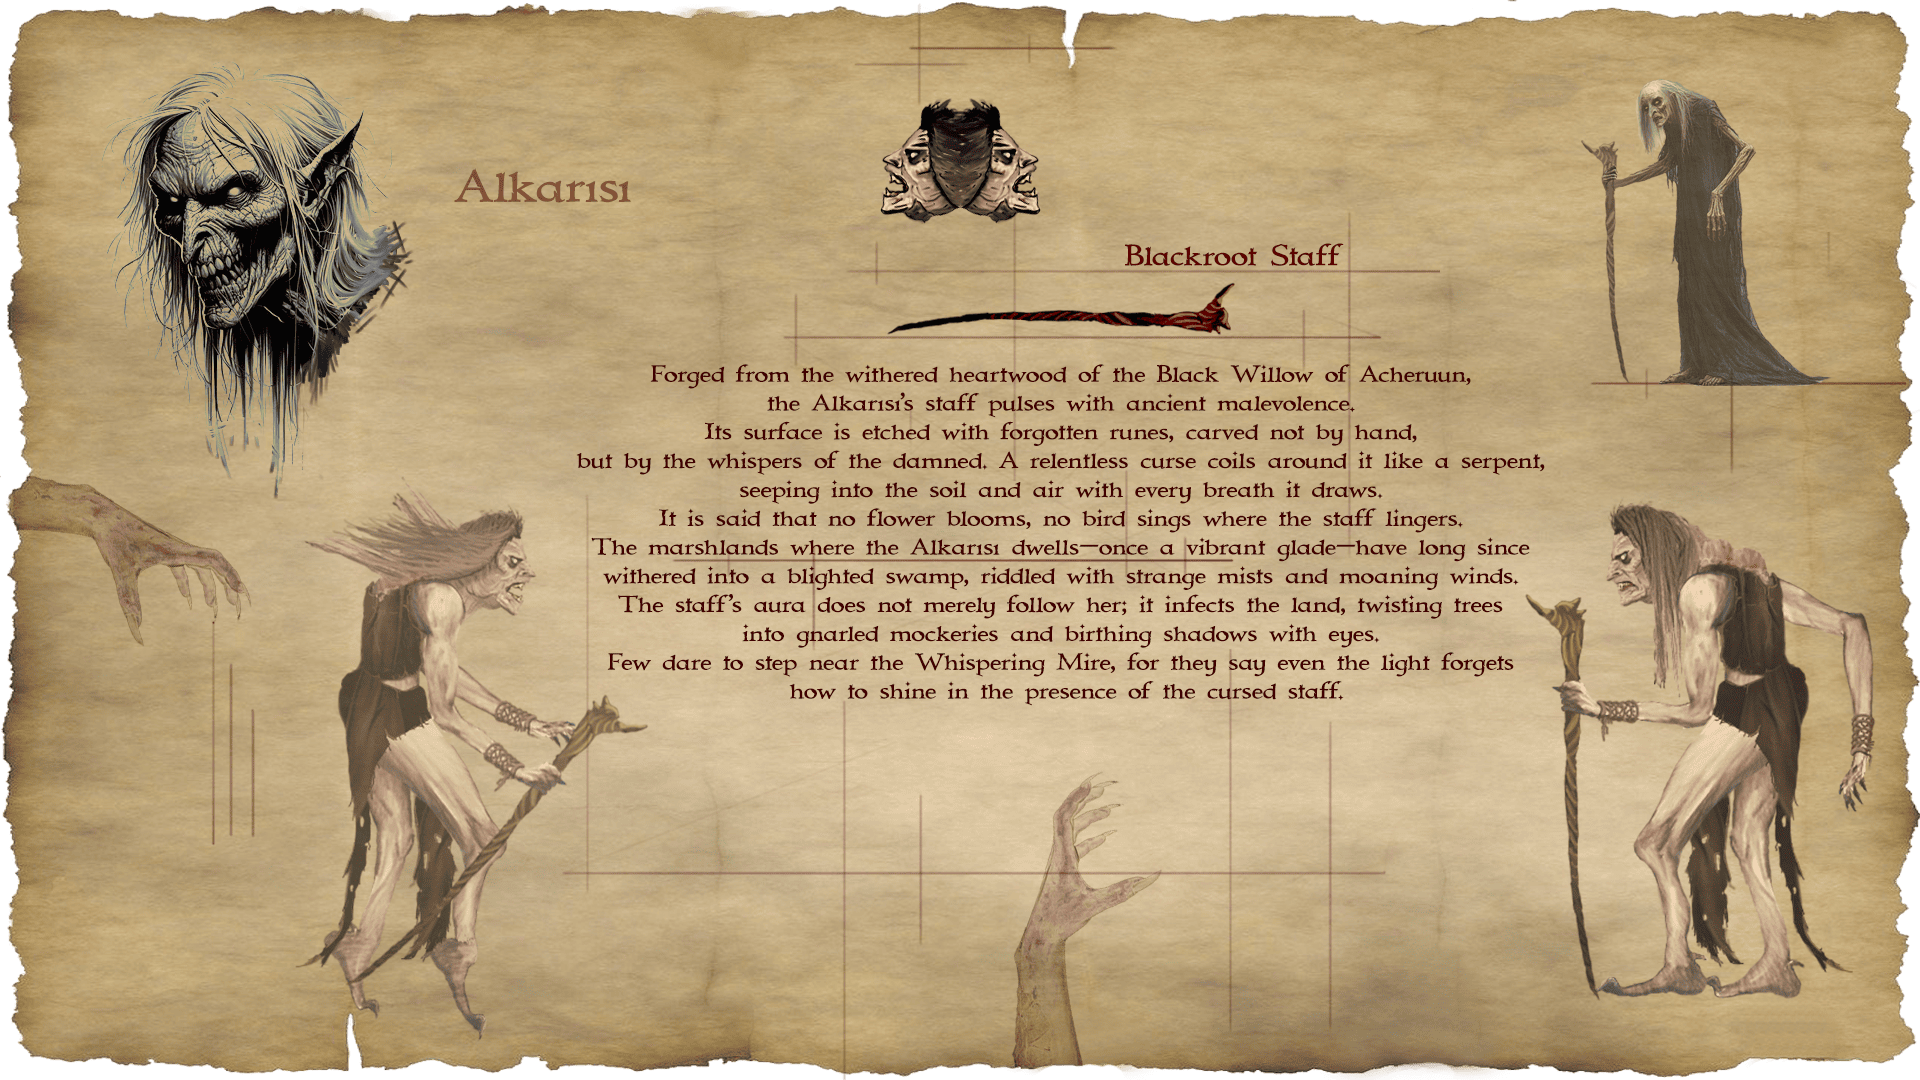 Alkarısı
Blackroot Staff
Forged from the withered heartwood of the Black Willow of Acheruun,
the Alkarısı's staff pulses with ancient malevolence.
Its surface is etched with forgotten runes, carved not by hand,
but by the whispers of the damned. A relentless curse coils around it like a serpent,
seeping into the soil and air with every breath it draws.
It is said that no flower blooms, no bird sings where the staff lingers.
The marshlands where the Alkarısı dwells—once a vibrant glade—have long since
withered into a blighted swamp, riddled with strange mists and moaning winds.
The staff's aura does not merely follow her; it infects the land, twisting trees
into gnarled mockeries and birthing shadows with eyes.
Few dare to step near the Whispering Mire, for they say even the light forgets
how to shine in the presence of the cursed staff.